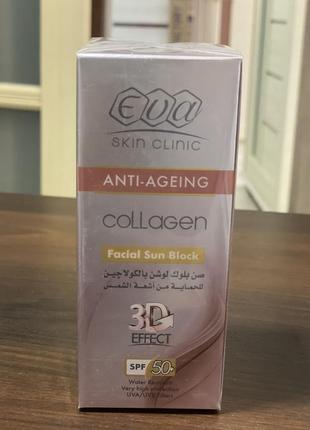 Eva
SKIN CLINIC
ANTI-AGEING
coLLagen
Facial Sun Block
صن بلوك لوشن بالكولاجين
للحماية من أشعة الشمس
3D
EFFECT
SPF 50+
Water Resistant
Very high protection
UVA/UVB Filters